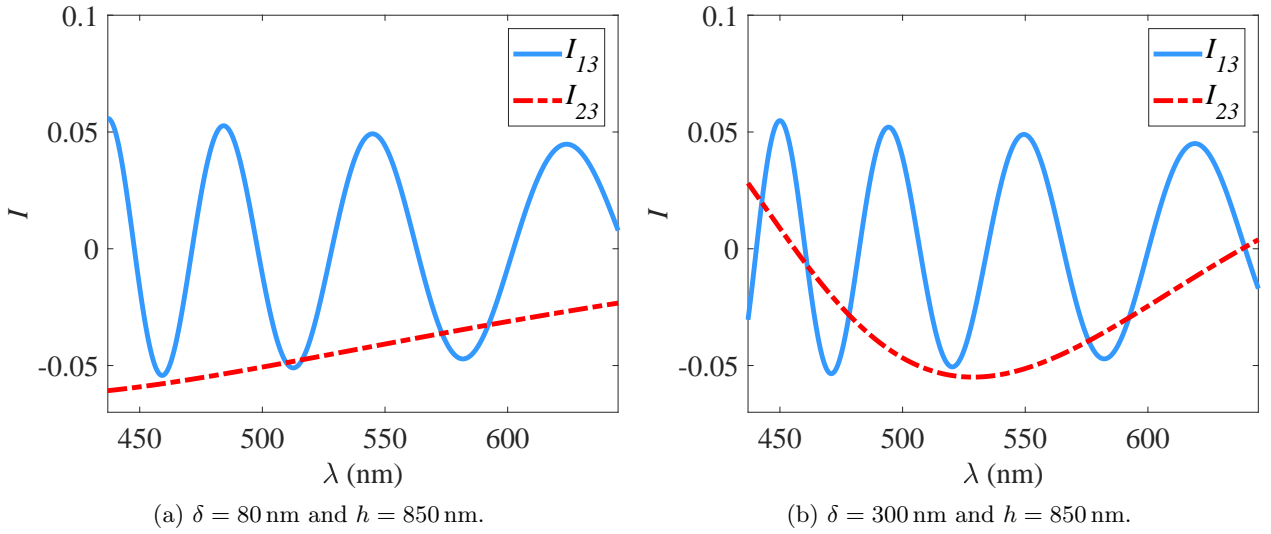 0.1
0.05
0
-0.05
I
450
500
550
600
λ (nm)
I13
I23
(a) δ = 80 nm and h = 850 nm.
0.1
0.05
0
-0.05
I
450
500
550
600
λ (nm)
I13
I23
(b) δ = 300 nm and h = 850 nm.